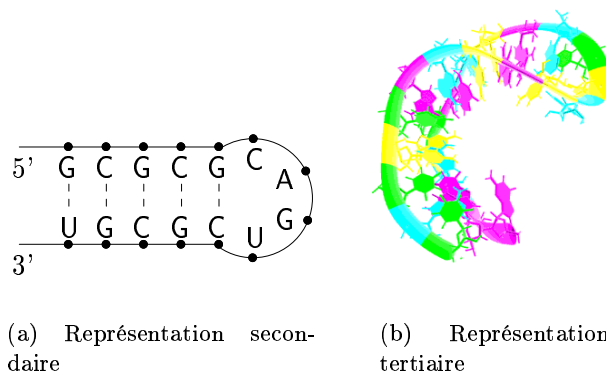 5' G C G C G C
A
G
3' U G C G C U
(a) Représentation secon-
daire
(b) Représentation
tertiaire